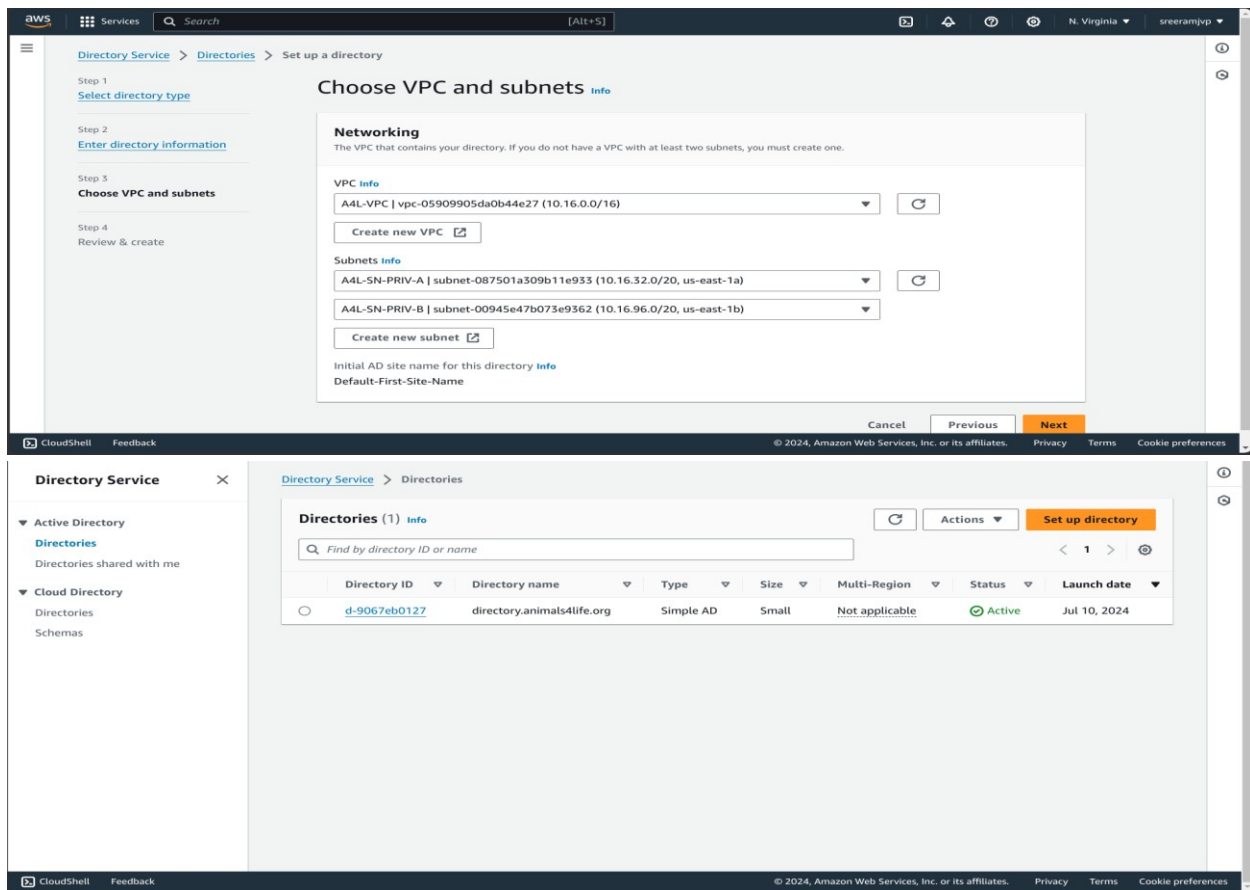 aws Services Search [Alt+S] N. Virginia sreeramjvp
Directory Service > Directories > Set up a directory
Step 1
Select directory type
Step 2
Enter directory information
Step 3
Choose VPC and subnets
Step 4
Review & create
Choose VPC and subnets Info
Networking
The VPC that contains your directory. If you do not have a VPC with at least two subnets, you must create one.
VPC Info
A4L-VPC | vpc-05909905da0b44e27 (10.16.0.0/16)
Create new VPC
Subnets Info
A4L-SN-PRIV-A | subnet-087501a309b11e933 (10.16.32.0/20, us-east-1a)
A4L-SN-PRIV-B | subnet-00945e47b073e9362 (10.16.96.0/20, us-east-1b)
Create new subnet
Initial AD site name for this directory Info
Default-First-Site-Name
Cancel Previous Next
CloudShell Feedback © 2024, Amazon Web Services, Inc. or its affiliates. Privacy Terms Cookie preferences
Directory Service
Active Directory
Directories
Directories shared with me
Cloud Directory
Directories
Schemas
Directory Service > Directories
Directories (1) Info Actions Set up directory
Find by directory ID or name < 1 >
Directory ID Directory name Type Size Multi-Region Status Launch date
d-9067eb0127 directory.animals4life.org Simple AD Small Not applicable Active Jul 10, 2024
CloudShell Feedback © 2024, Amazon Web Services, Inc. or its affiliates. Privacy Terms Cookie preferences